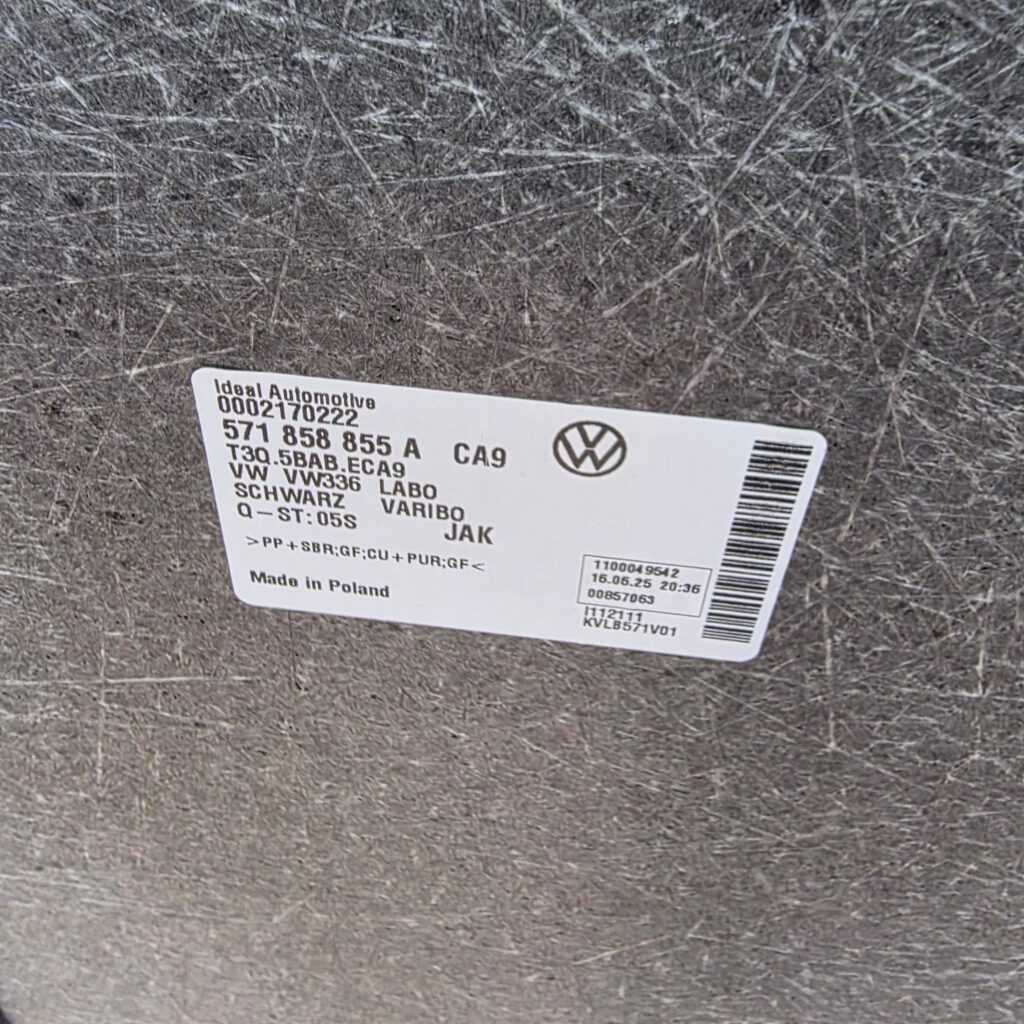 Ideal Automotive
0002170222
571 858 855 A CA9
T3Q.5BAB.ECA9
VW VW336 LABO
SCHWARZ VARIBO
Q-ST:05S JAK
>PP+SBR;GF;CU+PUR;GF<
Made in Poland
1100049542
16.06.25 20:36
00857063
I112111
KVLB571V01